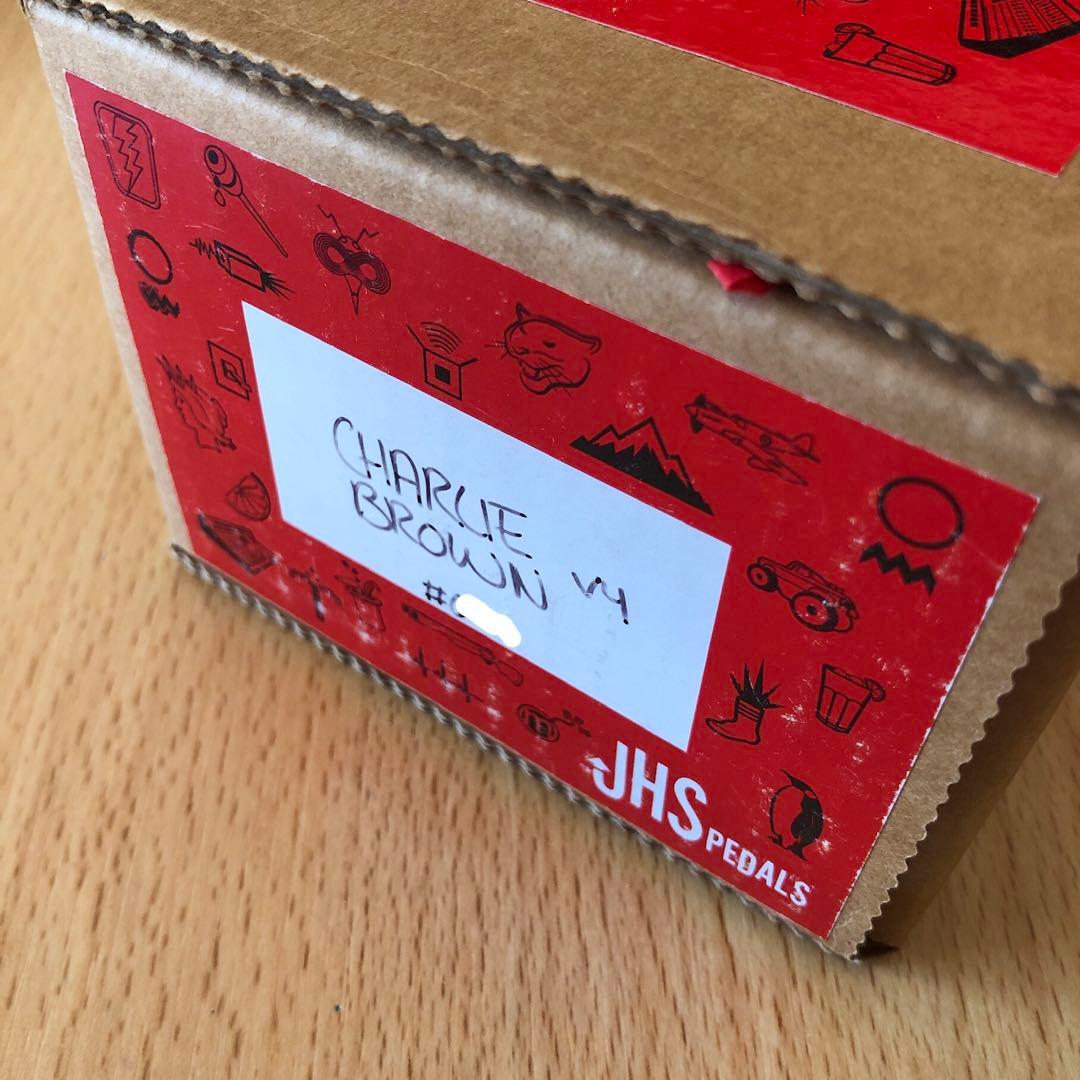 CHARLIE
BROWN V4
#
JHS
PEDALS